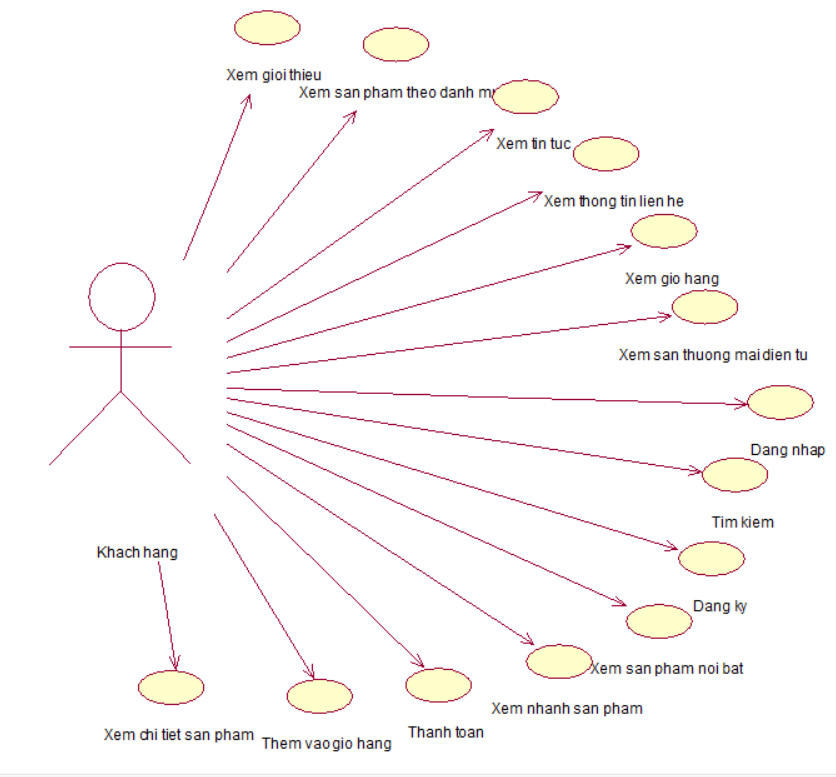 Xem gioi thieu
Xem san pham theo danh mu
Xem tin tuc
Xem thong tin lien he
Xem gio hang
Xem san thuong mai dien tu
Dang nhap
Tim kiem
Khach hang
Dang ky
Xem san pham noi bat
Xem nhanh san pham
Thanh toan
Xem chi tiet san pham
Them vao gio hang